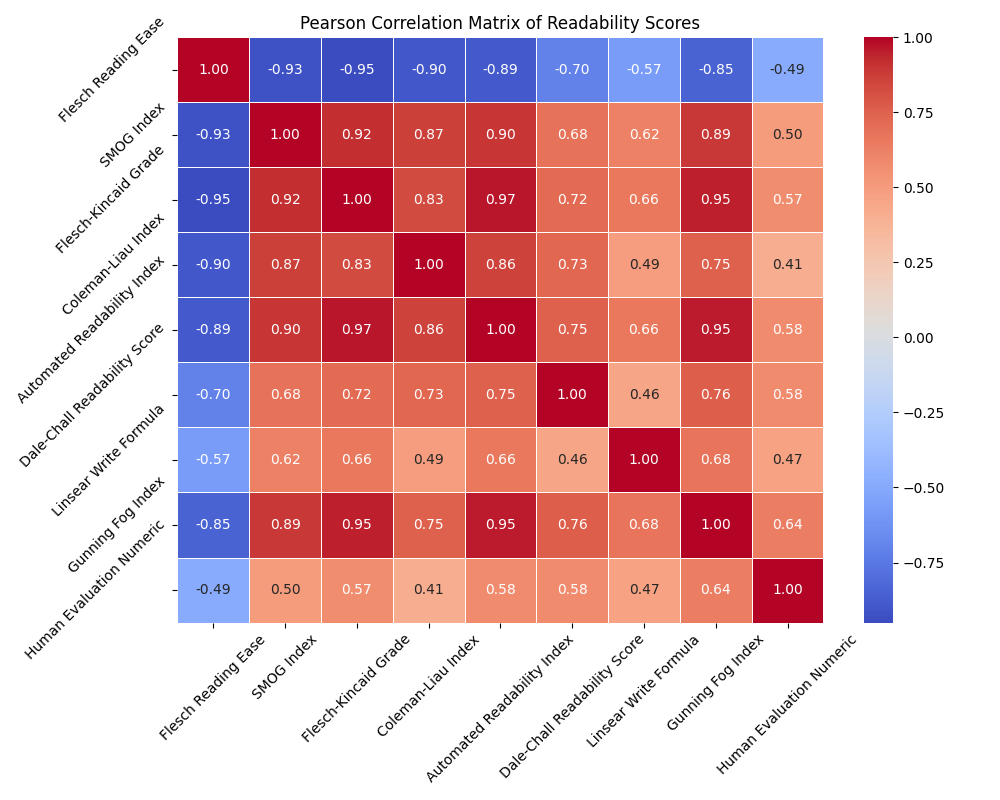 Pearson Correlation Matrix of Readability Scores
Flesch Reading Ease 1.00 -0.93 -0.95 -0.90 -0.89 -0.70 -0.57 -0.85 -0.49
SMOG Index -0.93 1.00 0.92 0.87 0.90 0.68 0.62 0.89 0.50
Flesch-Kincaid Grade -0.95 0.92 1.00 0.83 0.97 0.72 0.66 0.95 0.57
Coleman-Liau Index -0.90 0.87 0.83 1.00 0.86 0.73 0.49 0.75 0.41
Automated Readability Index -0.89 0.90 0.97 0.86 1.00 0.75 0.66 0.95 0.58
Dale-Chall Readability Score -0.70 0.68 0.72 0.73 0.75 1.00 0.46 0.76 0.58
Linsear Write Formula -0.57 0.62 0.66 0.49 0.66 0.46 1.00 0.68 0.47
Gunning Fog Index -0.85 0.89 0.95 0.75 0.95 0.76 0.68 1.00 0.64
Human Evaluation Numeric -0.49 0.50 0.57 0.41 0.58 0.58 0.47 0.64 1.00
Flesch Reading Ease
SMOG Index
Flesch-Kincaid Grade
Coleman-Liau Index
Automated Readability Index
Dale-Chall Readability Score
Linsear Write Formula
Gunning Fog Index
Human Evaluation Numeric
1.00
0.75
0.50
0.25
0.00
−0.25
−0.50
−0.75